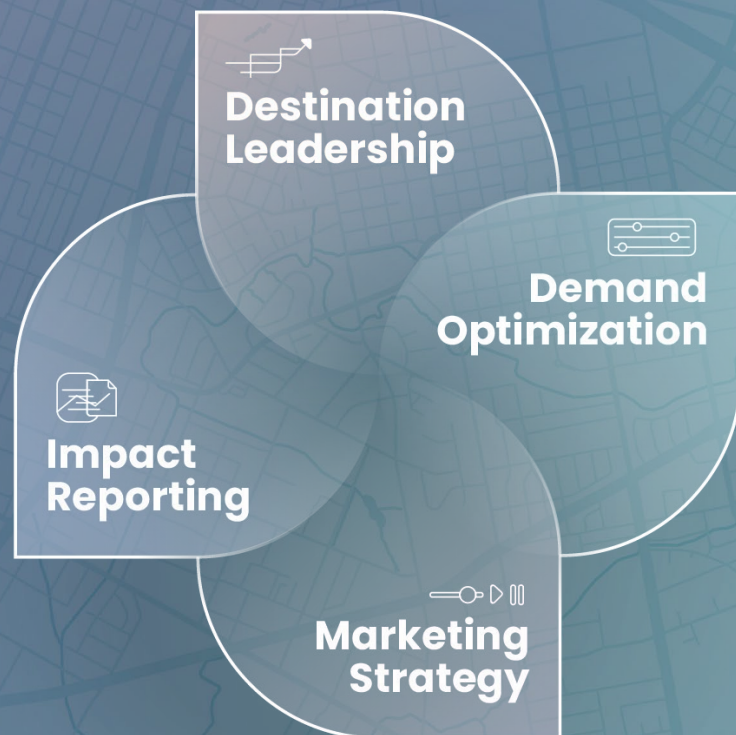 Destination
Leadership
Demand
Optimization
Impact
Reporting
Marketing
Strategy